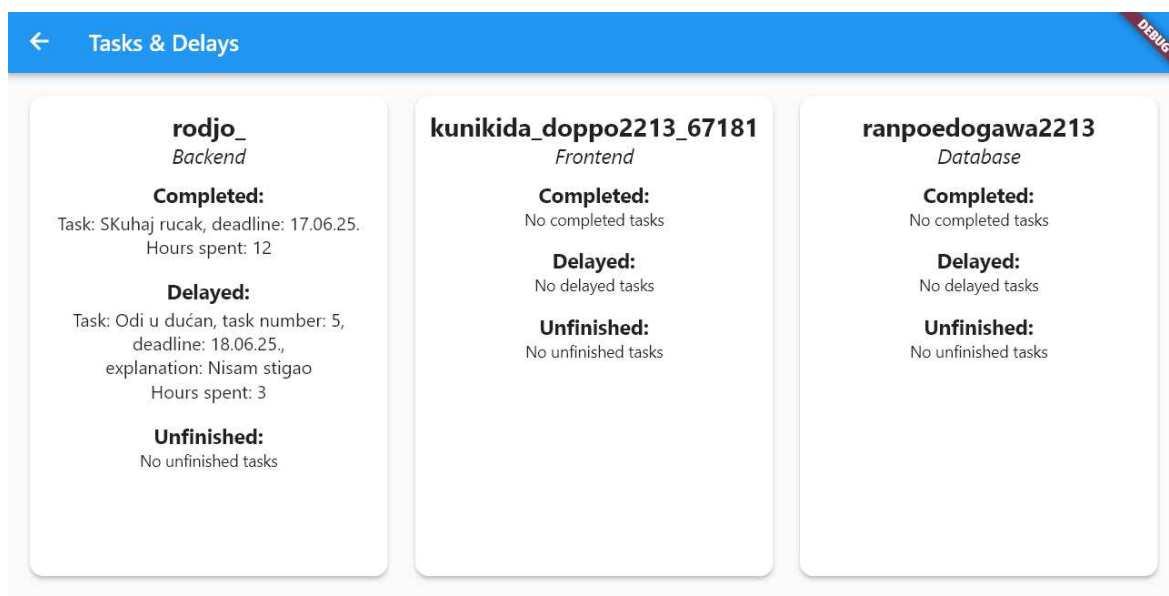 Tasks & Delays
DEBUG
rodjo_
Backend
Completed:
Task: SKuhaj rucak, deadline: 17.06.25.
Hours spent: 12
Delayed:
Task: Odi u dućan, task number: 5,
deadline: 18.06.25.,
explanation: Nisam stigao
Hours spent: 3
Unfinished:
No unfinished tasks
kunikida_doppo2213_67181
Frontend
Completed:
No completed tasks
Delayed:
No delayed tasks
Unfinished:
No unfinished tasks
ranpoedogawa2213
Database
Completed:
No completed tasks
Delayed:
No delayed tasks
Unfinished:
No unfinished tasks